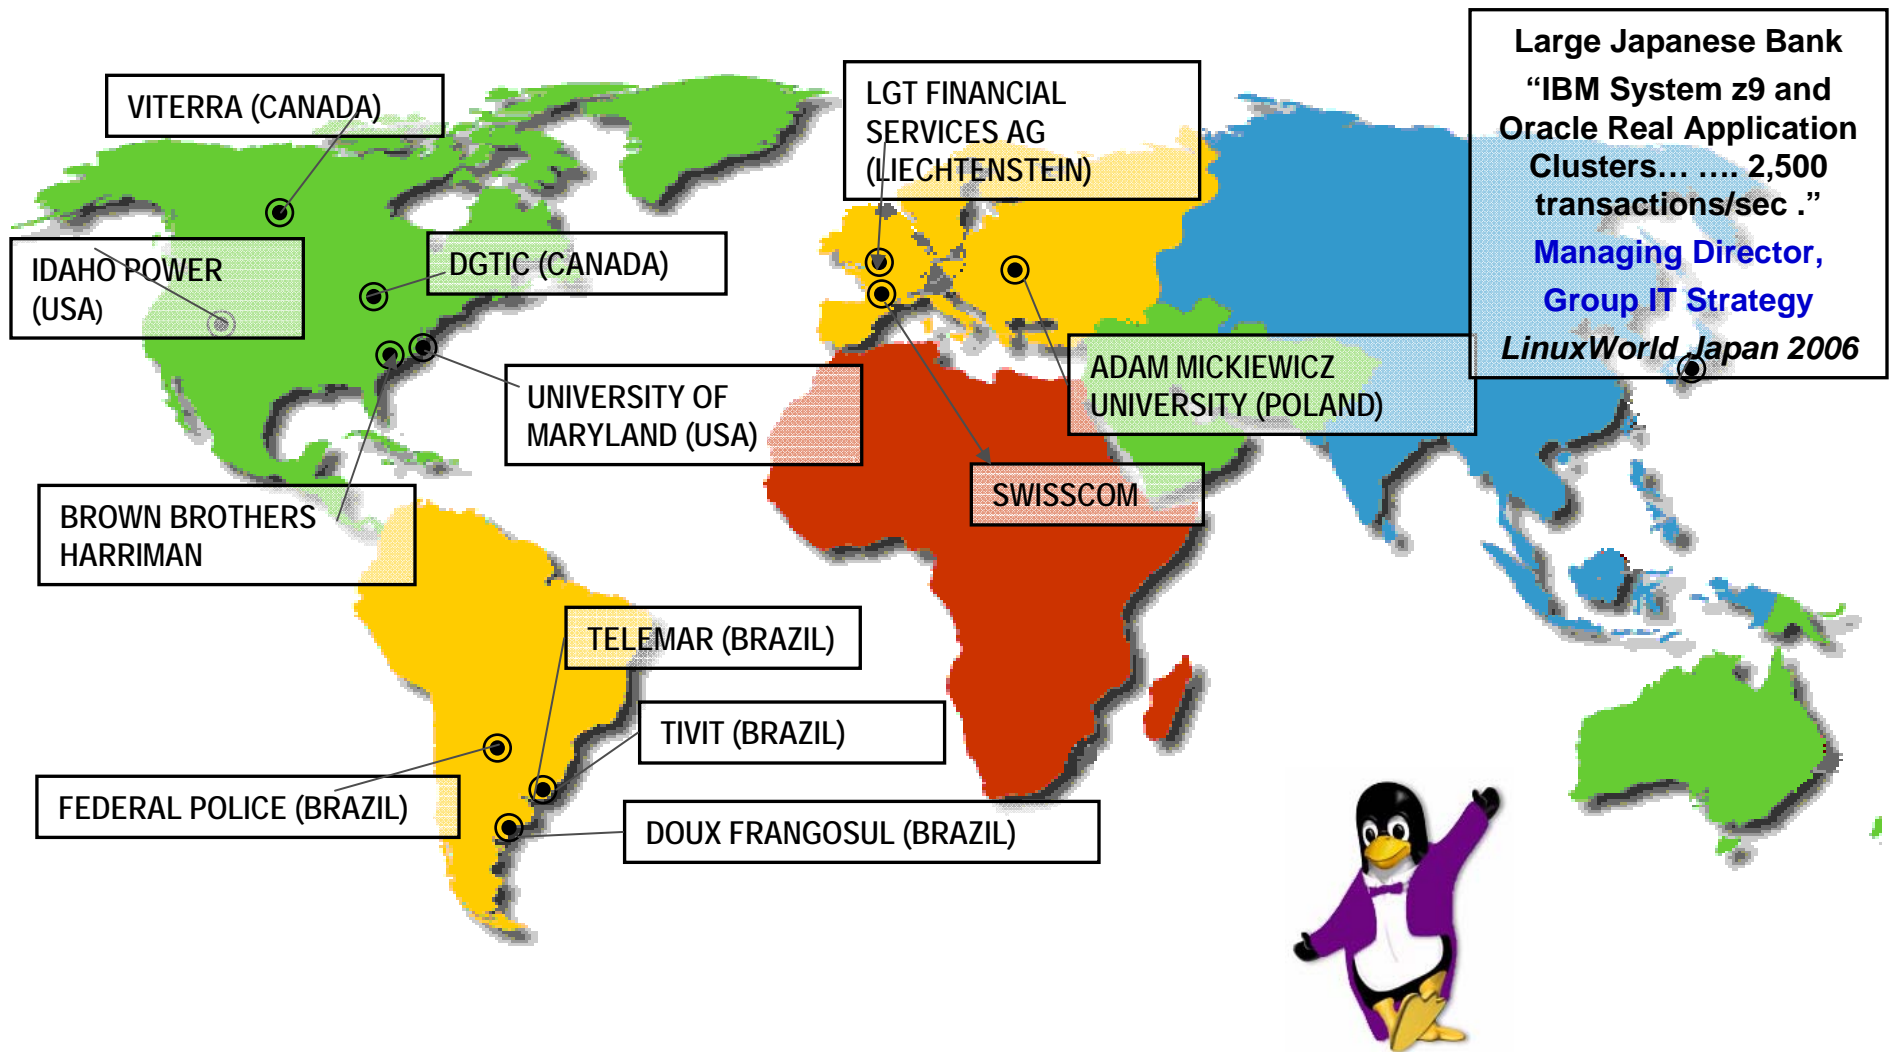 VITERRA (CANADA)
LGT FINANCIAL
SERVICES AG
(LIECHTENSTEIN)
Large Japanese Bank
“IBM System z9 and
Oracle Real Application
Clusters… …. 2,500
transactions/sec .”
Managing Director,
Group IT Strategy
LinuxWorld Japan 2006
IDAHO POWER
(USA)
DGTIC (CANADA)
UNIVERSITY OF
MARYLAND (USA)
ADAM MICKIEWICZ
UNIVERSITY (POLAND)
SWISSCOM
BROWN BROTHERS
HARRIMAN
TELEMAR (BRAZIL)
TIVIT (BRAZIL)
FEDERAL POLICE (BRAZIL)
DOUX FRANGOSUL (BRAZIL)